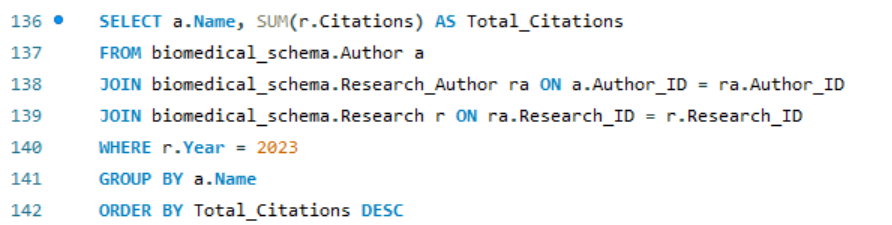 136 SELECT a.Name, SUM(r.Citations) AS Total_Citations
137 FROM biomedical_schema.Author a
138 JOIN biomedical_schema.Research_Author ra ON a.Author_ID = ra.Author_ID
139 JOIN biomedical_schema.Research r ON ra.Research_ID = r.Research_ID
140 WHERE r.Year = 2023
141 GROUP BY a.Name
142 ORDER BY Total_Citations DESC